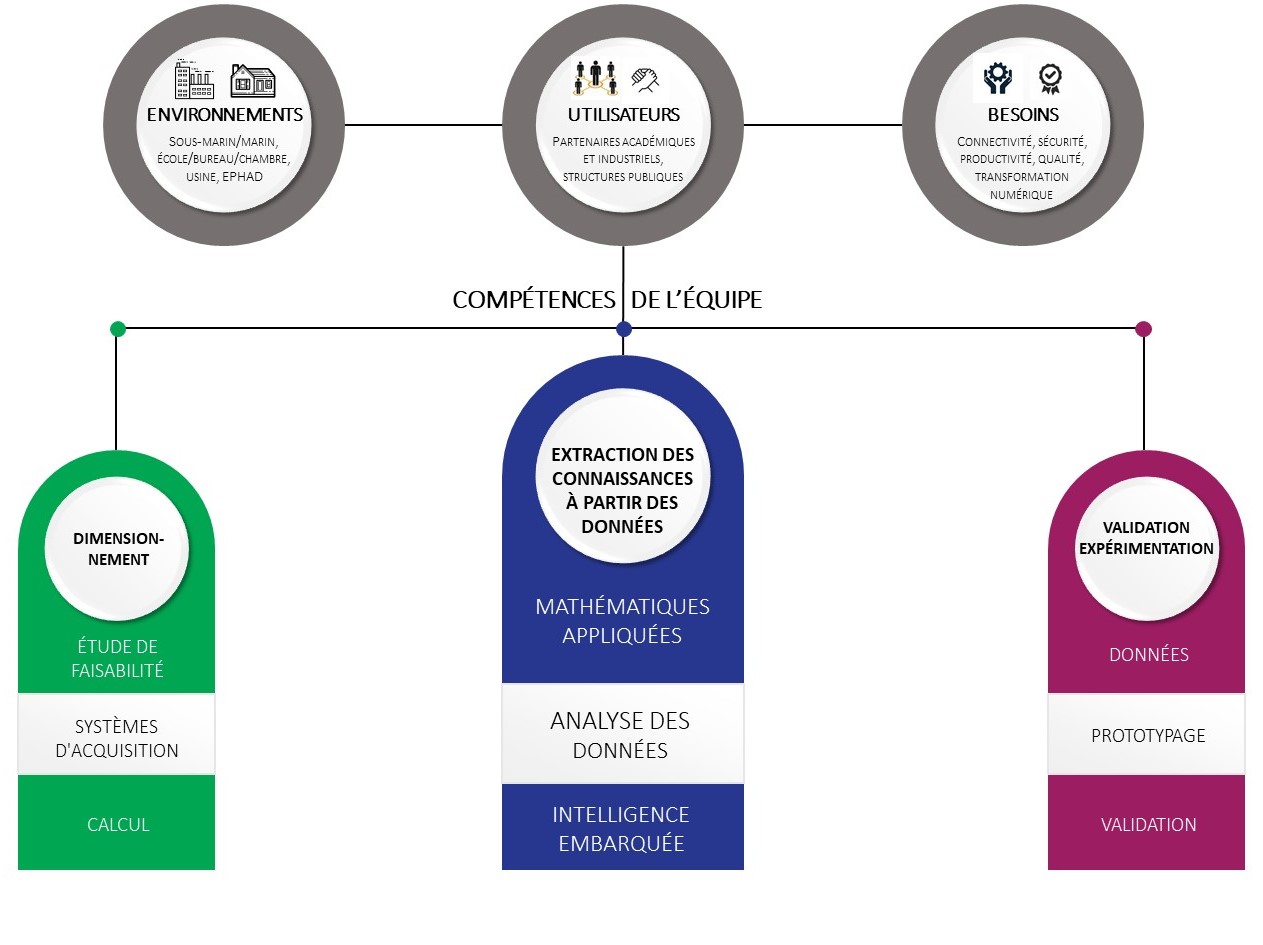 ENVIRONNEMENTS
SOUS-MARIN/MARIN,
ÉCOLE/BUREAU/CHAMBRE,
USINE, EPHAD
UTILISATEURS
PARTENAIRES ACADÉMIQUES
ET INDUSTRIELS,
STRUCTURES PUBLIQUES
BESOINS
CONNECTIVITÉ, SÉCURITÉ,
PRODUCTIVITÉ, QUALITÉ,
TRANSFORMATION
NUMÉRIQUE
COMPÉTENCES DE L’ÉQUIPE
DIMENSION-
NEMENT
ÉTUDE DE
FAISABILITÉ
SYSTÈMES
D'ACQUISITION
CALCUL
EXTRACTION DES
CONNAISSANCES
À PARTIR DES
DONNÉES
MATHÉMATIQUES
APPLIQUÉES
ANALYSE DES
DONNÉES
INTELLIGENCE
EMBARQUÉE
VALIDATION
EXPÉRIMENTATION
DONNÉES
PROTOTYPAGE
VALIDATION